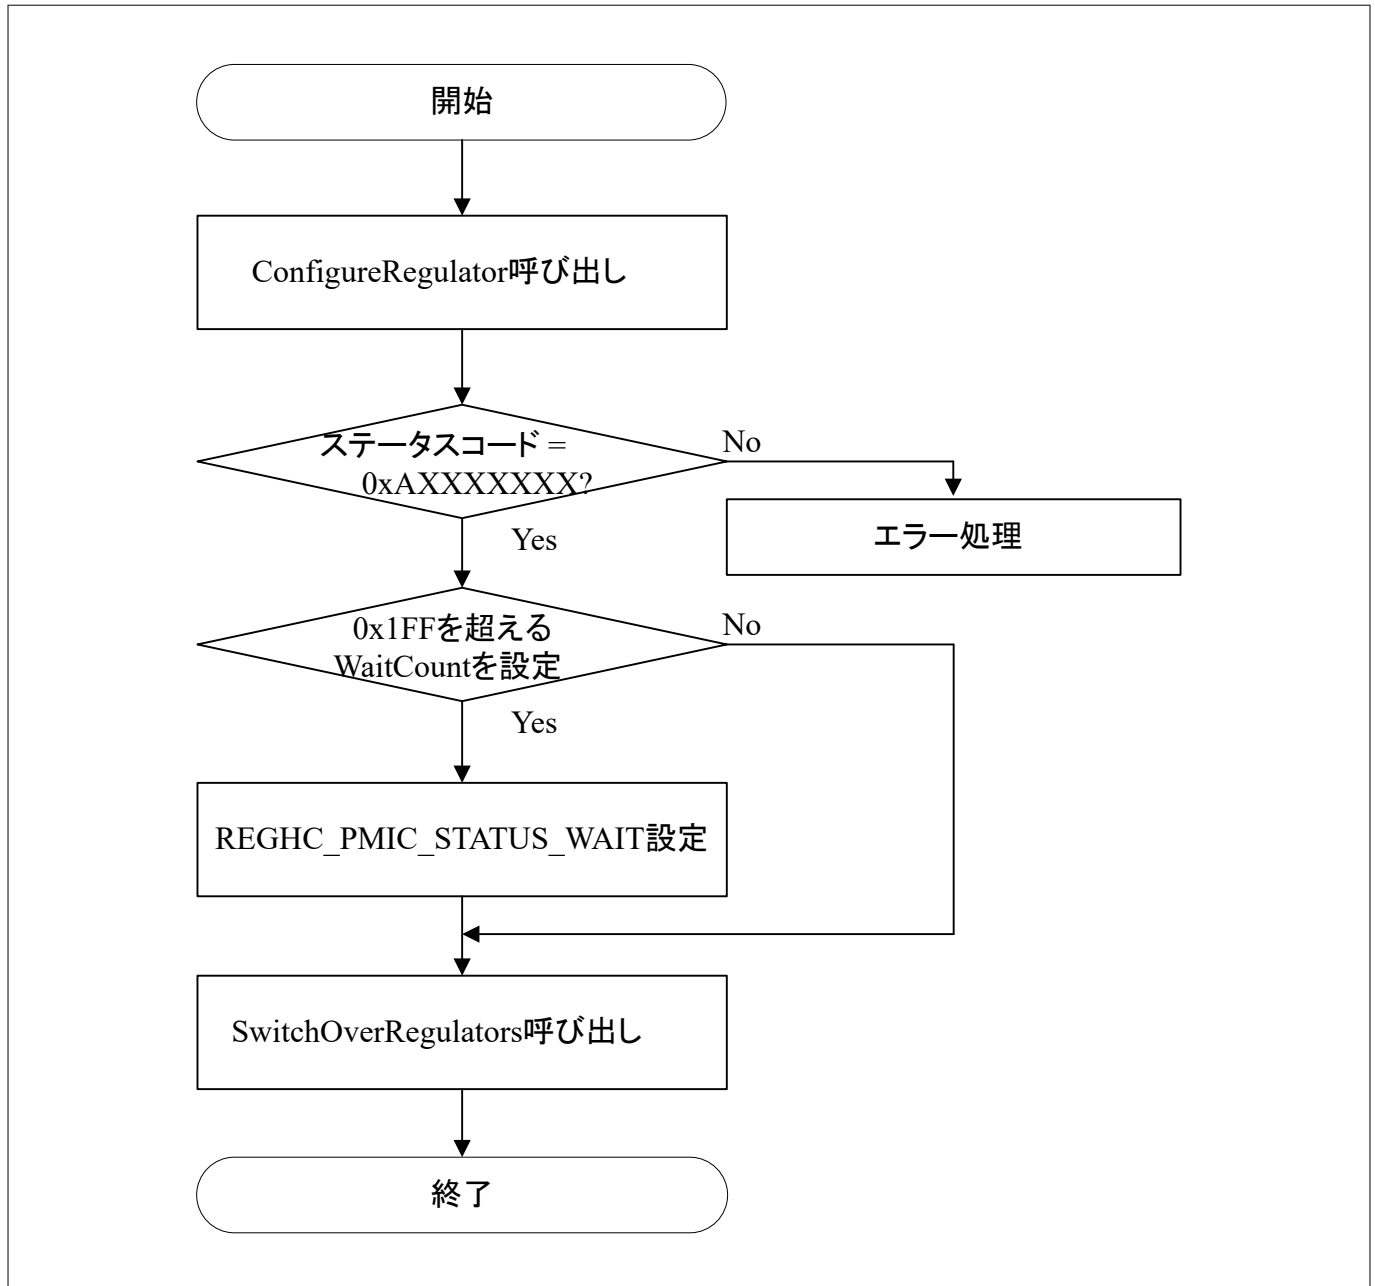 開始
ConfigureRegulator呼び出し
ステータスコード =
0xAXXXXXXX?
No
エラー処理
Yes
0x1FFを超える
WaitCountを設定
No
Yes
REGHC_PMIC_STATUS_WAIT設定
SwitchOverRegulators呼び出し
終了